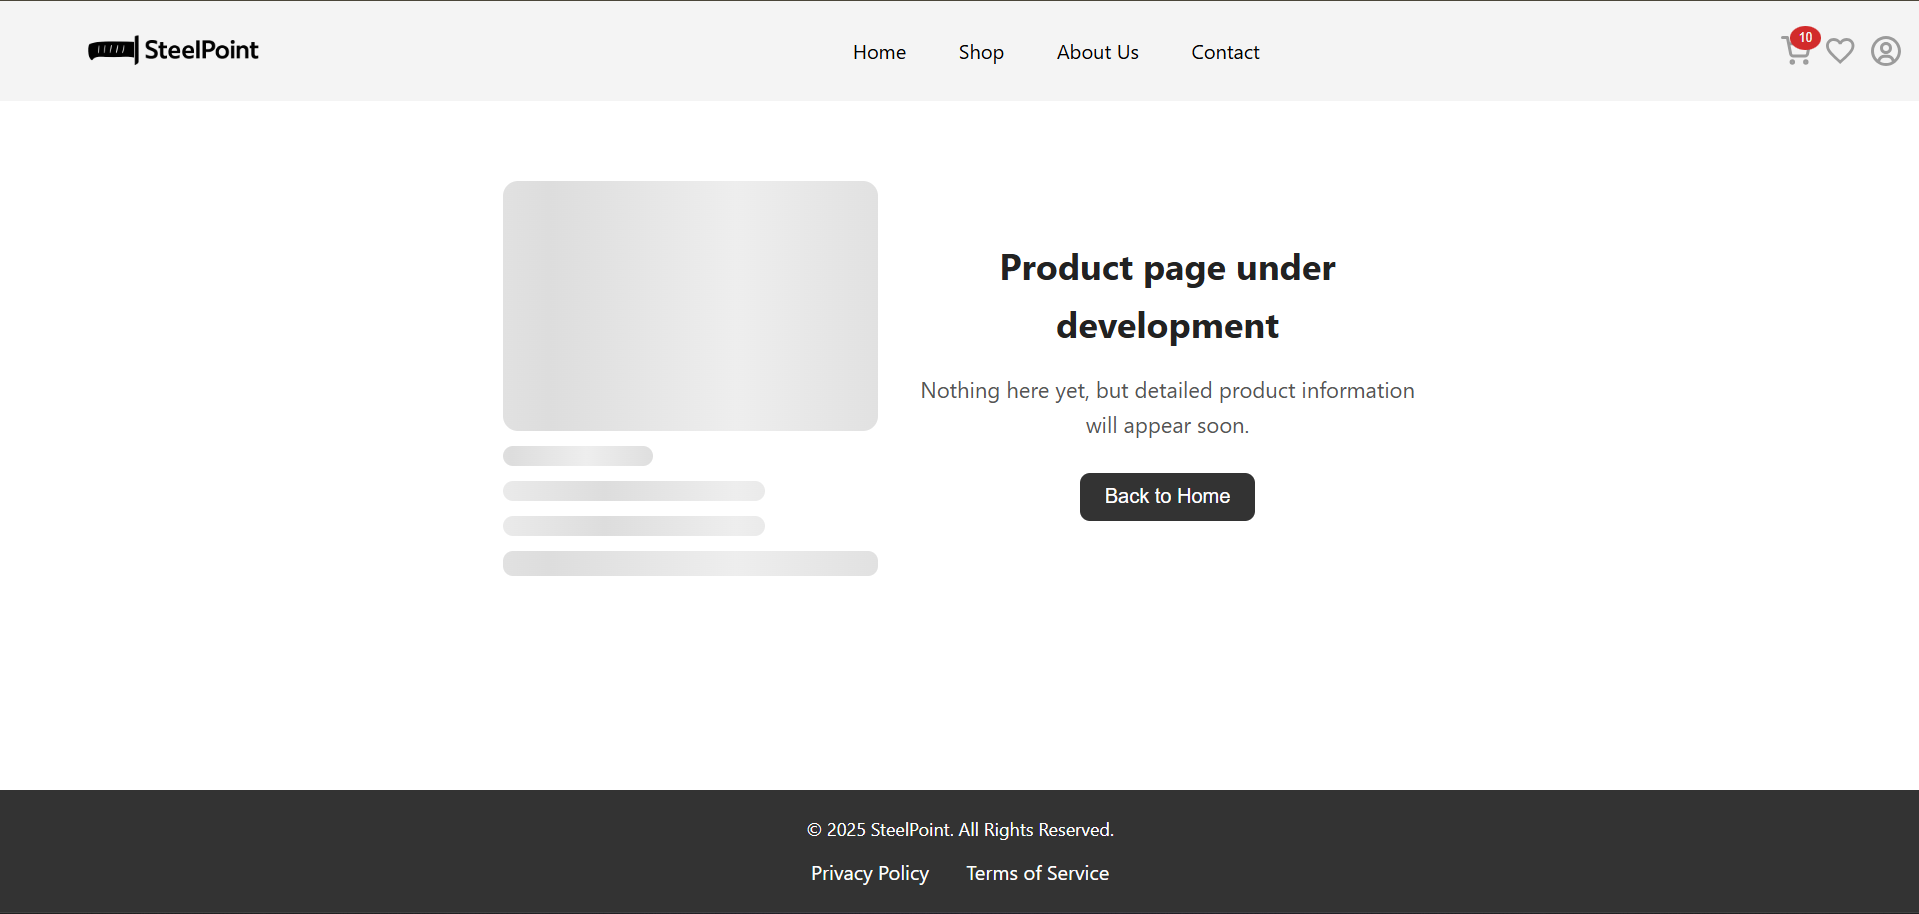 SteelPoint
Home Shop About Us Contact
10
Product page under
development
Nothing here yet, but detailed product information
will appear soon.
Back to Home
© 2025 SteelPoint. All Rights Reserved.
Privacy Policy Terms of Service